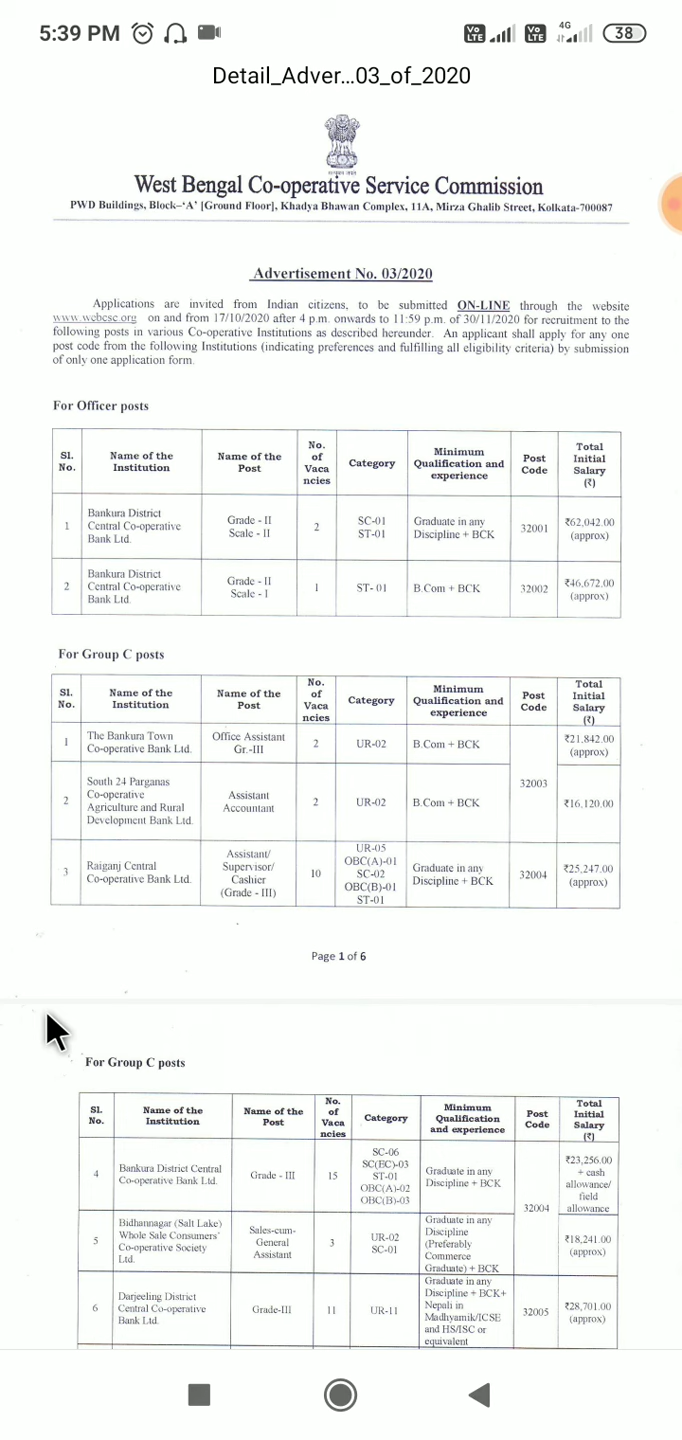 5:39 PM
Vo LTE
Vo LTE
4G
38
Detail_Adver...03_of_2020
West Bengal Co-operative Service Commission
PWD Buildings, Block-'A' [Ground Floor], Khadya Bhawan Complex, 11A, Mirza Ghalib Street, Kolkata-700087
Advertisement No. 03/2020
Applications are invited from Indian citizens, to be submitted ON-LINE through the website
www.webcsc.org on and from 17/10/2020 after 4 p.m. onwards to 11:59 p.m. of 30/11/2020 for recruitment to the
following posts in various Co-operative Institutions as described hereunder. An applicant shall apply for any one
post code from the following Institutions (indicating preferences and fulfilling all eligibility criteria) by submission
of only one application form.
For Officer posts
Sl. No. Name of the Institution Name of the Post No. of Vaca ncies Category Minimum Qualification and experience Post Code Total Initial Salary (₹)
1 Bankura District Central Co-operative Bank Ltd. Grade - II Scale - II 2 SC-01 ST-01 Graduate in any Discipline + BCK 32001 ₹62,042.00 (approx)
2 Bankura District Central Co-operative Bank Ltd. Grade - II Scale - I 1 ST- 01 B.Com + BCK 32002 ₹46,672.00 (approx)
For Group C posts
Sl. No. Name of the Institution Name of the Post No. of Vaca ncies Category Minimum Qualification and experience Post Code Total Initial Salary (₹)
1 The Bankura Town Co-operative Bank Ltd. Office Assistant Gr.-III 2 UR-02 B.Com + BCK 32003 ₹21,842.00 (approx)
2 South 24 Parganas Co-operative Agriculture and Rural Development Bank Ltd. Assistant Accountant 2 UR-02 B.Com + BCK ₹16,120.00
3 Raiganj Central Co-operative Bank Ltd. Assistant/ Supervisor/ Cashier (Grade - III) 10 UR-05 OBC(A)-01 SC-02 OBC(B)-01 ST-01 Graduate in any Discipline + BCK 32004 ₹25,247.00 (approx)
Page 1 of 6
For Group C posts
Sl. No. Name of the Institution Name of the Post No. of Vaca ncies Category Minimum Qualification and experience Post Code Total Initial Salary (₹)
4 Bankura District Central Co-operative Bank Ltd. Grade - III 15 SC-06 SC(EC)-03 ST-01 OBC(A)-02 OBC(B)-03 Graduate in any Discipline + BCK 32004 ₹23,256.00 + cash allowance/ field allowance
5 Bidhannagar (Salt Lake) Whole Sale Consumers' Co-operative Society Ltd. Sales-cum- General Assistant 3 UR-02 SC-01 Graduate in any Discipline (Preferably Commerce Graduate) + BCK ₹18,241.00 (approx)
6 Darjeeling District Central Co-operative Bank Ltd. Grade-III 11 UR-11 Graduate in any Discipline + BCK+ Nepali in Madhyamik/ICSE and HS/ISC or equivalent 32005 ₹28,701.00 (approx)